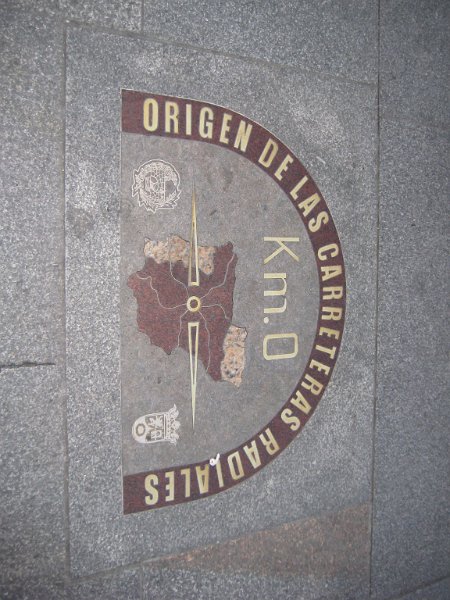 ORIGEN DE LAS CARRETERAS RADIALES
Km.0